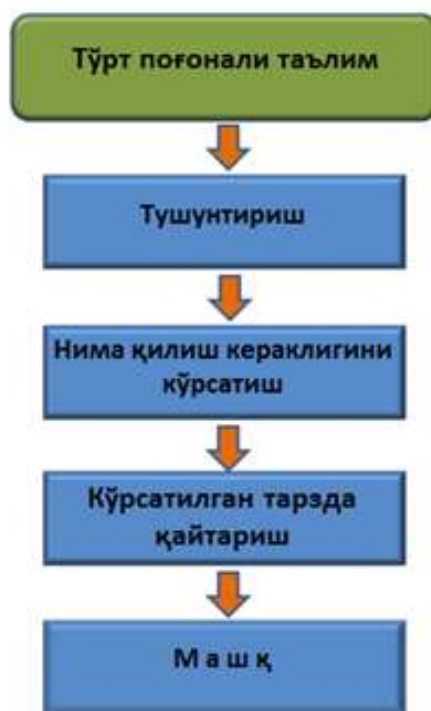 Тўрт поғонали таълим
Тушунтириш
Нима қилиш кераклигини
кўрсатиш
Кўрсатилган тарзда
қайтариш
М а ш қ